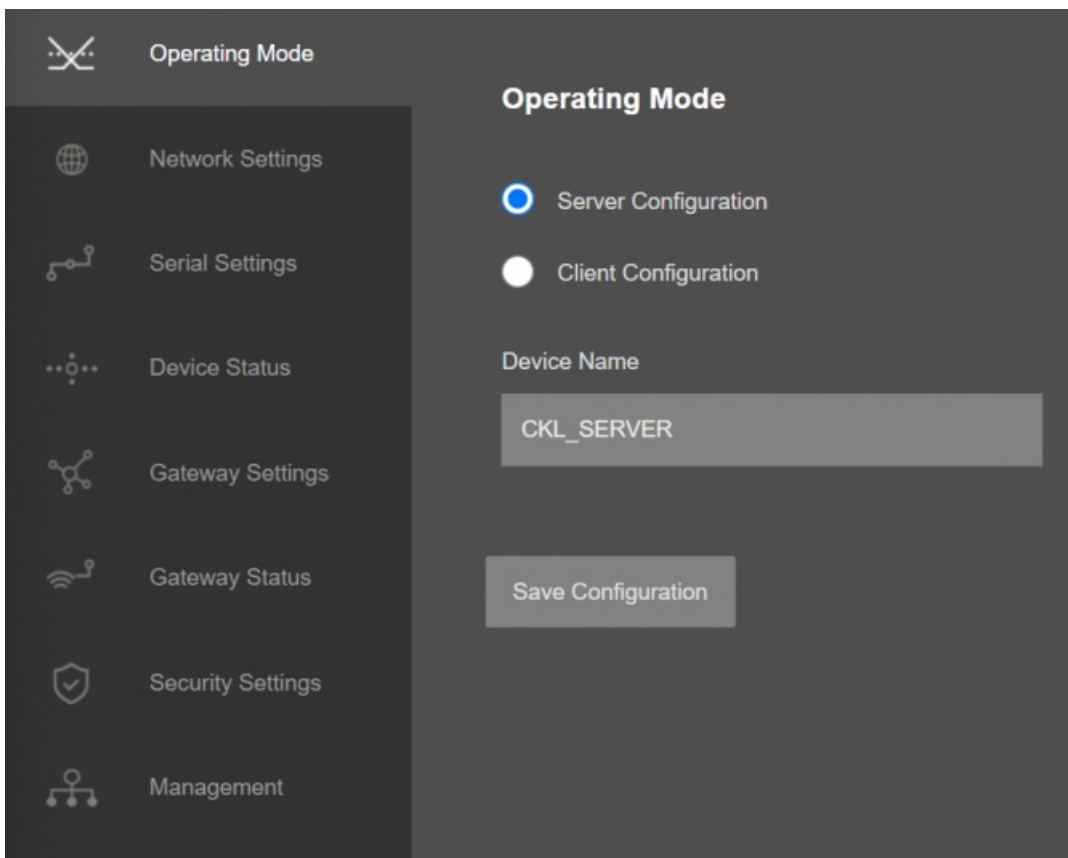 Operating Mode
Network Settings
Serial Settings
Device Status
Gateway Settings
Gateway Status
Security Settings
Management
Operating Mode
Server Configuration
Client Configuration
Device Name
CKL_SERVER
Save Configuration